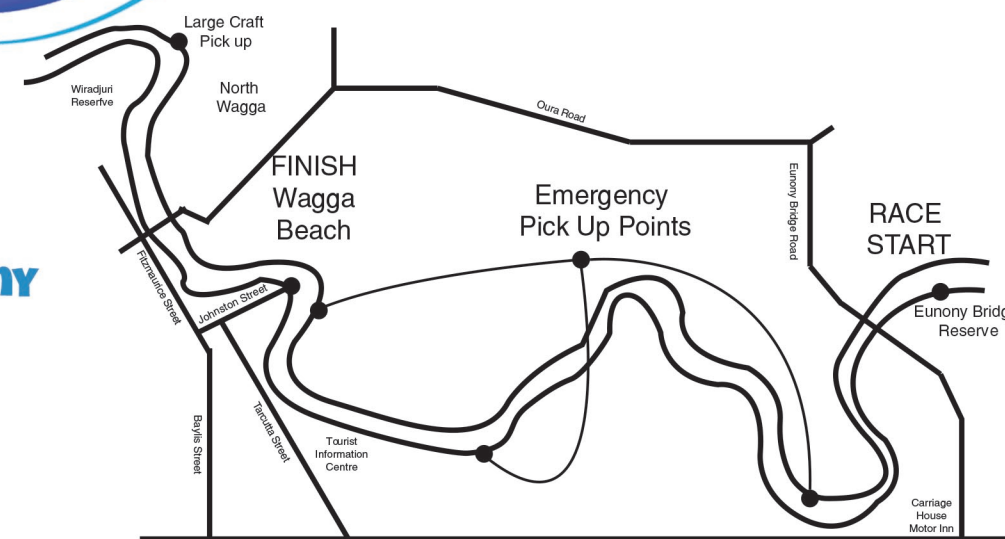 Large Craft
Pick up
Wiradjuri
Reserfve
North
Wagga
Oura Road
FINISH
Wagga
Beach
Emergency
Pick Up Points
Eunony Bridge Road
RACE
START
Eunony Bridg
Reserve
Fitzmaurice Street
Johnston Street
Baylis Street
Tarcutta Street
Tourist
Information
Centre
Carriage
House
Motor Inn